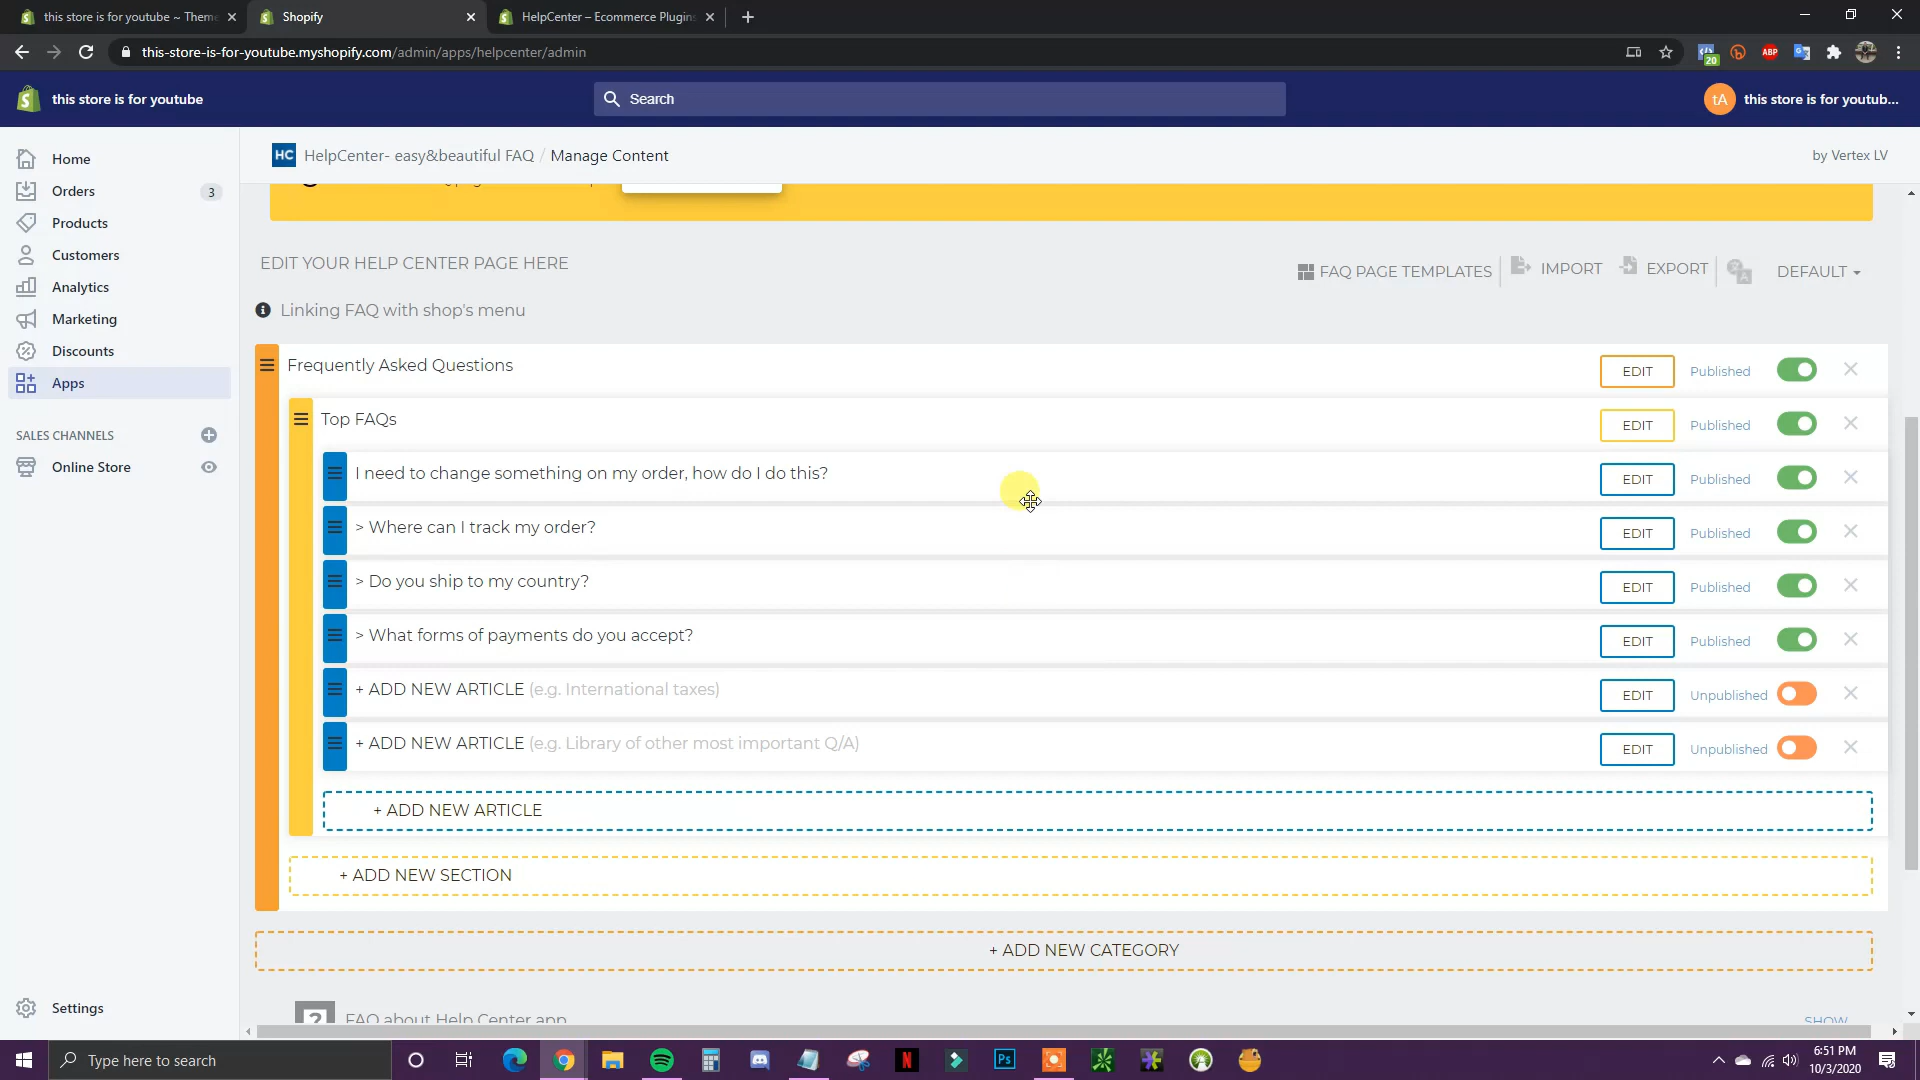 this store is for youtube ~ Theme
Shopify
HelpCenter – Ecommerce Plugins
this-store-is-for-youtube.myshopify.com/admin/apps/helpcenter/admin
ABP
20
this store is for youtube
Search
tA
this store is for youtub...
Home
Orders
3
Products
Customers
Analytics
Marketing
Discounts
Apps
SALES CHANNELS
Online Store
Settings
HC
HelpCenter- easy&beautiful FAQ / Manage Content
by Vertex LV
EDIT YOUR HELP CENTER PAGE HERE
FAQ PAGE TEMPLATES
IMPORT
EXPORT
DEFAULT
Linking FAQ with shop's menu
Frequently Asked Questions
EDIT
Published
Top FAQs
EDIT
Published
I need to change something on my order, how do I do this?
EDIT
Published
> Where can I track my order?
EDIT
Published
> Do you ship to my country?
EDIT
Published
> What forms of payments do you accept?
EDIT
Published
+ ADD NEW ARTICLE (e.g. International taxes)
EDIT
Unpublished
+ ADD NEW ARTICLE (e.g. Library of other most important Q/A)
EDIT
Unpublished
+ ADD NEW ARTICLE
+ ADD NEW SECTION
+ ADD NEW CATEGORY
FAQ about Help Center app
SHOW
Type here to search
N
Ps
6:51 PM
10/3/2020